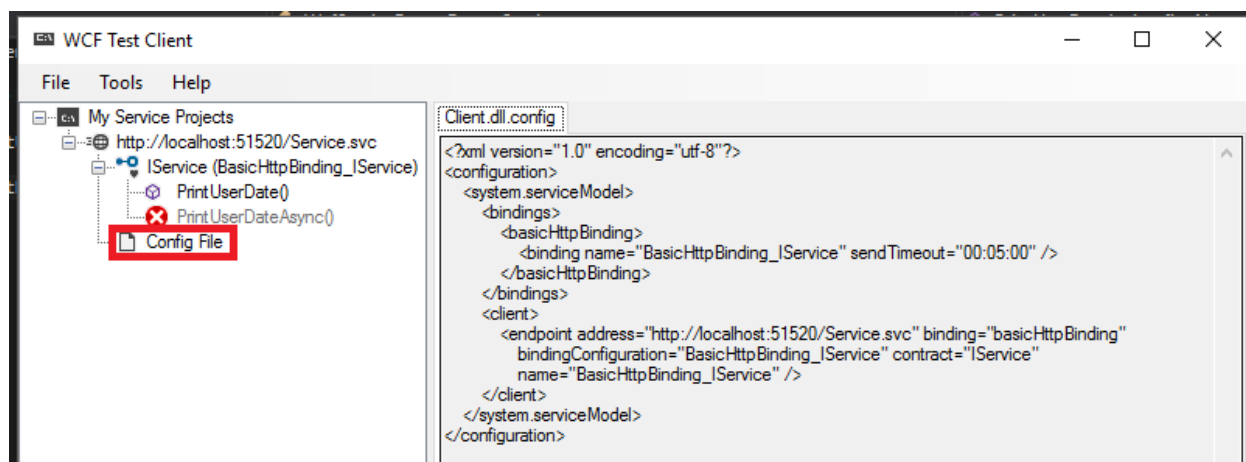 WCF Test Client
File Tools Help
My Service Projects
http://localhost:51520/Service.svc
IService (BasicHttpBinding_IService)
PrintUserDate()
PrintUserDateAsync()
Config File
Client.dll.config
<?xml version="1.0" encoding="utf-8"?>
<configuration>
<system.serviceModel>
<bindings>
<basicHttpBinding>
<binding name="BasicHttpBinding_IService" sendTimeout="00:05:00" />
</basicHttpBinding>
</bindings>
<client>
<endpoint address="http://localhost:51520/Service.svc" binding="basicHttpBinding"
bindingConfiguration="BasicHttpBinding_IService" contract="IService"
name="BasicHttpBinding_IService" />
</client>
</system.serviceModel>
</configuration>